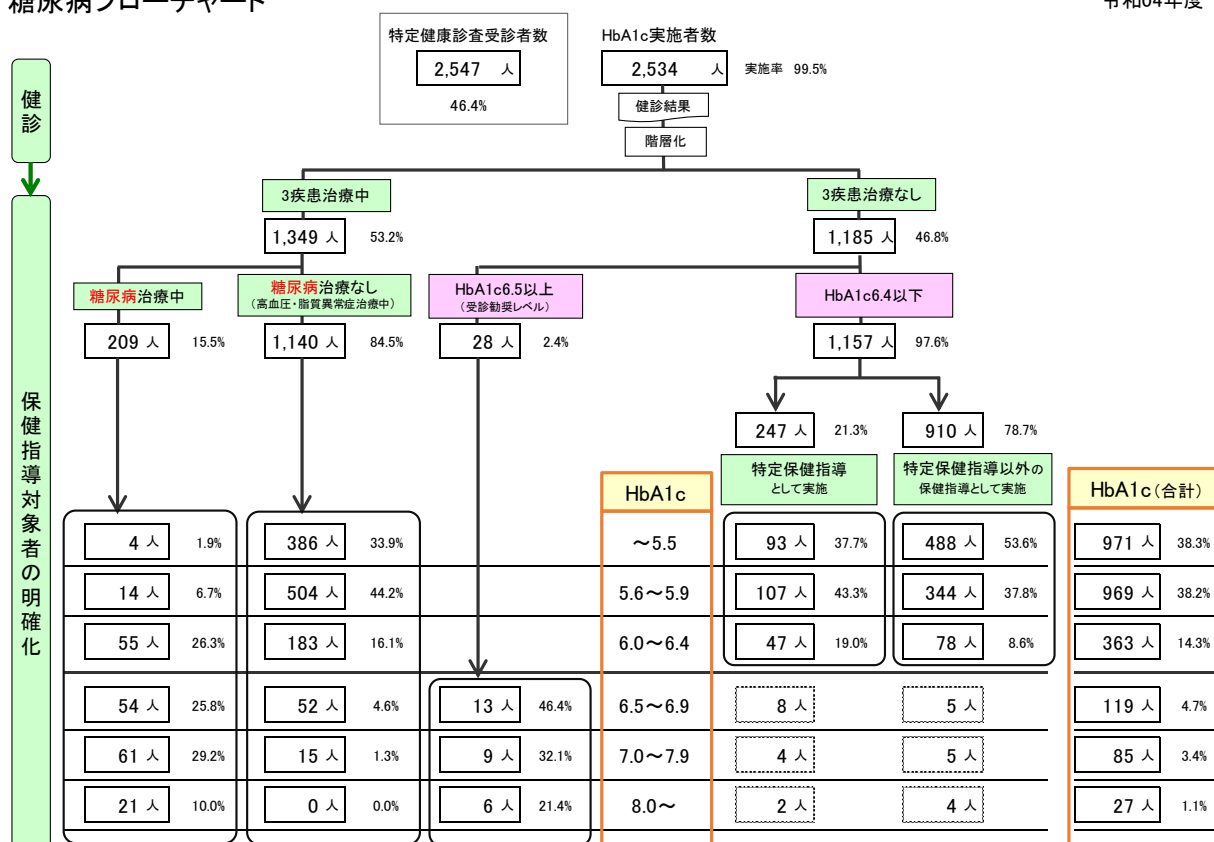 糖尿病フローチャート
令和04年度
特定健康診査受診者数
2,547 人
46.4%
HbA1c実施者数
2,534 人 実施率 99.5%
健診結果
階層化
健診
3疾患治療中
1,349 人 53.2%
3疾患治療なし
1,185 人 46.8%
糖尿病治療中
209 人 15.5%
糖尿病治療なし
(高血圧・脂質異常症治療中)
1,140 人 84.5%
HbA1c6.5以上
(受診勧奨レベル)
28 人 2.4%
HbA1c6.4以下
1,157 人 97.6%
247 人 21.3%
910 人 78.7%
特定保健指導
として実施
特定保健指導以外の
保健指導として実施
保健指導対象者の明確化
HbA1c
HbA1c(合計)
4 人 1.9% 386 人 33.9% ～5.5 93 人 37.7% 488 人 53.6% 971 人 38.3%
14 人 6.7% 504 人 44.2% 5.6～5.9 107 人 43.3% 344 人 37.8% 969 人 38.2%
55 人 26.3% 183 人 16.1% 6.0～6.4 47 人 19.0% 78 人 8.6% 363 人 14.3%
54 人 25.8% 52 人 4.6% 13 人 46.4% 6.5～6.9 8 人 5 人 119 人 4.7%
61 人 29.2% 15 人 1.3% 9 人 32.1% 7.0～7.9 4 人 5 人 85 人 3.4%
21 人 10.0% 0 人 0.0% 6 人 21.4% 8.0～ 2 人 4 人 27 人 1.1%